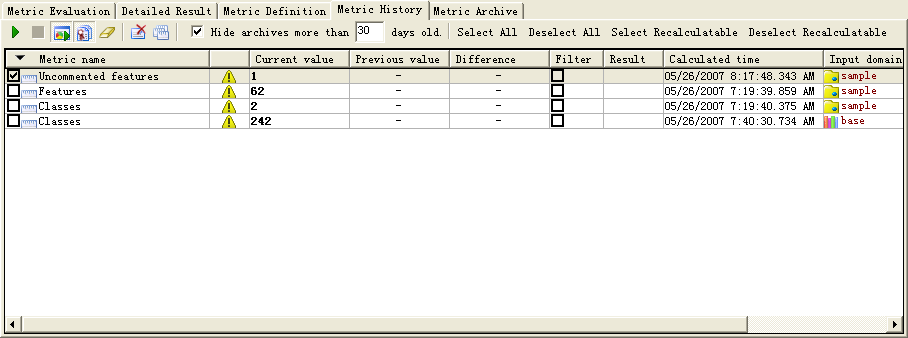 Metric Evaluation Detailed Result Metric Definition Metric History Metric Archive
Hide archives more than 30 days old. Select All Deselect All Select Recalculatable Deselect Recalculatable
Metric name Current value Previous value Difference Filter Result Calculated time Input domain
Uncommented features 1 - - 05/26/2007 8:17:48.343 AM sample
Features 62 - - 05/26/2007 7:19:39.859 AM sample
Classes 2 - - 05/26/2007 7:19:40.375 AM sample
Classes 242 - - 05/26/2007 7:40:30.734 AM base